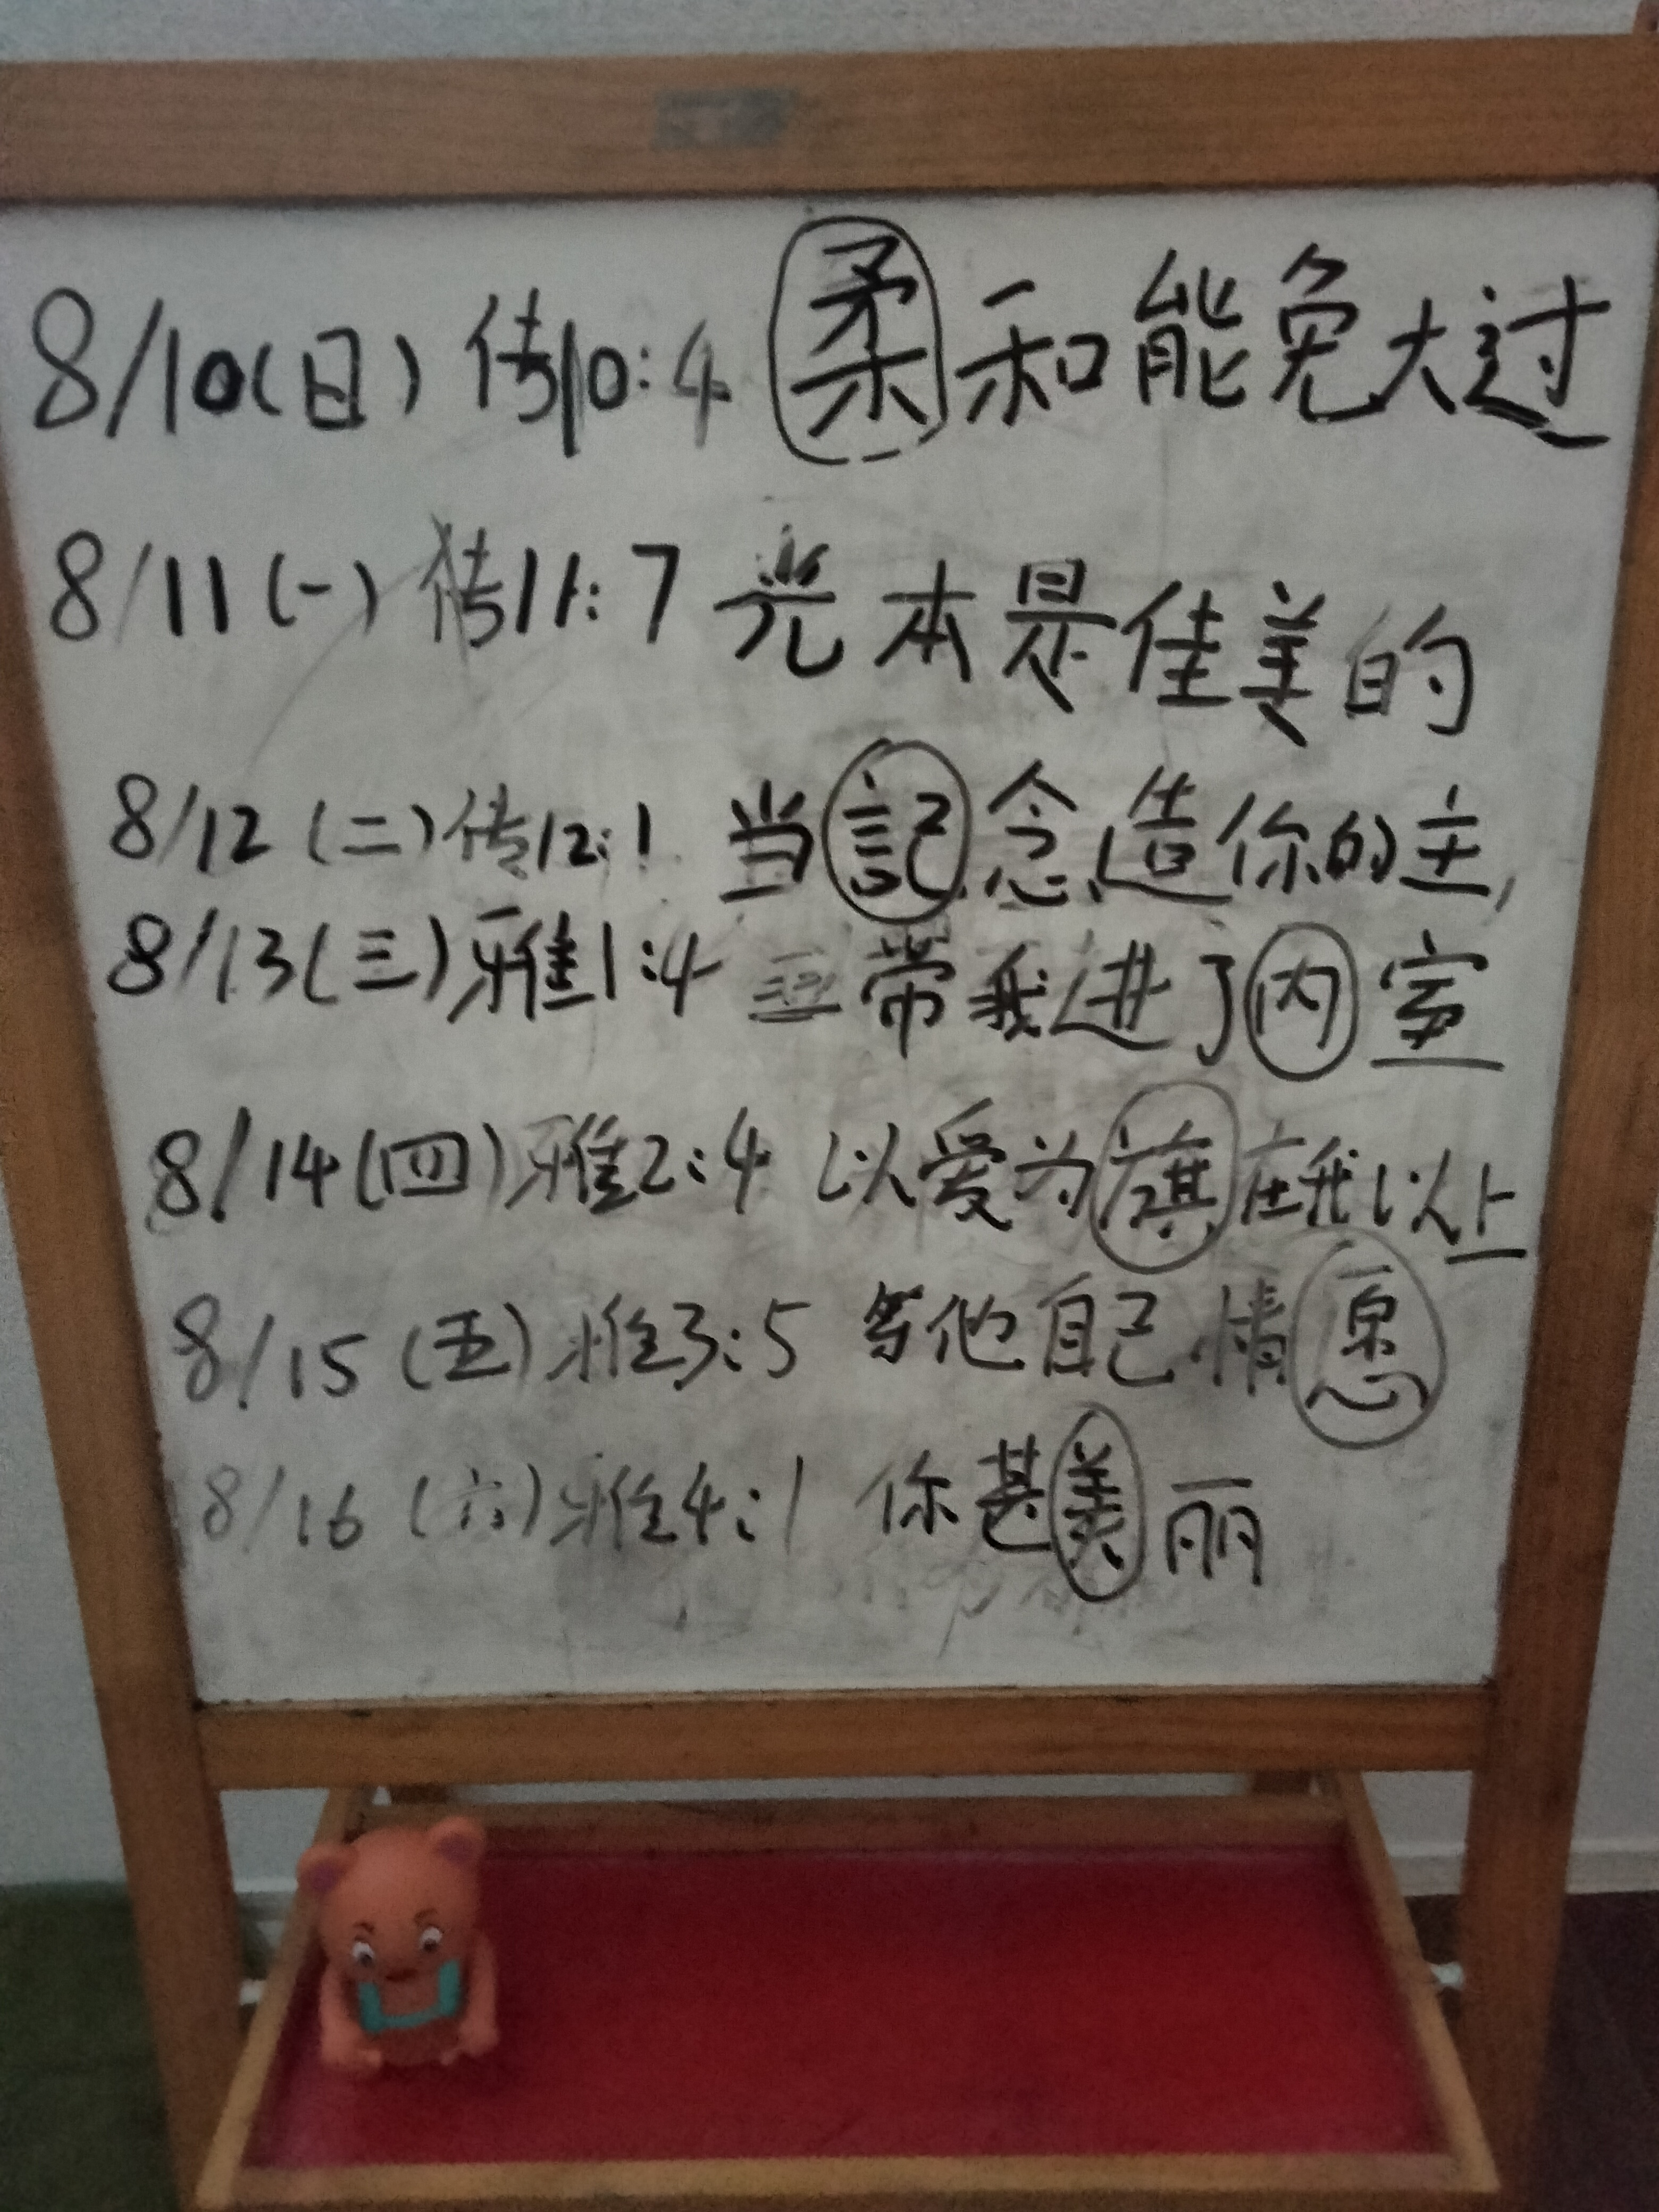 8/10(日) 传10:4 柔和能免大过
8/11(一) 传11:7 光本是佳美的
8/12(二)传12:1 当記念造你的主,
8/13(三)雅1:4 带我进了内室
8/14(四)雅2:4 以爱为旗在我以上
8/15(五)雅3:5 等他自己情愿
8/16(六)雅4:1 你甚美丽